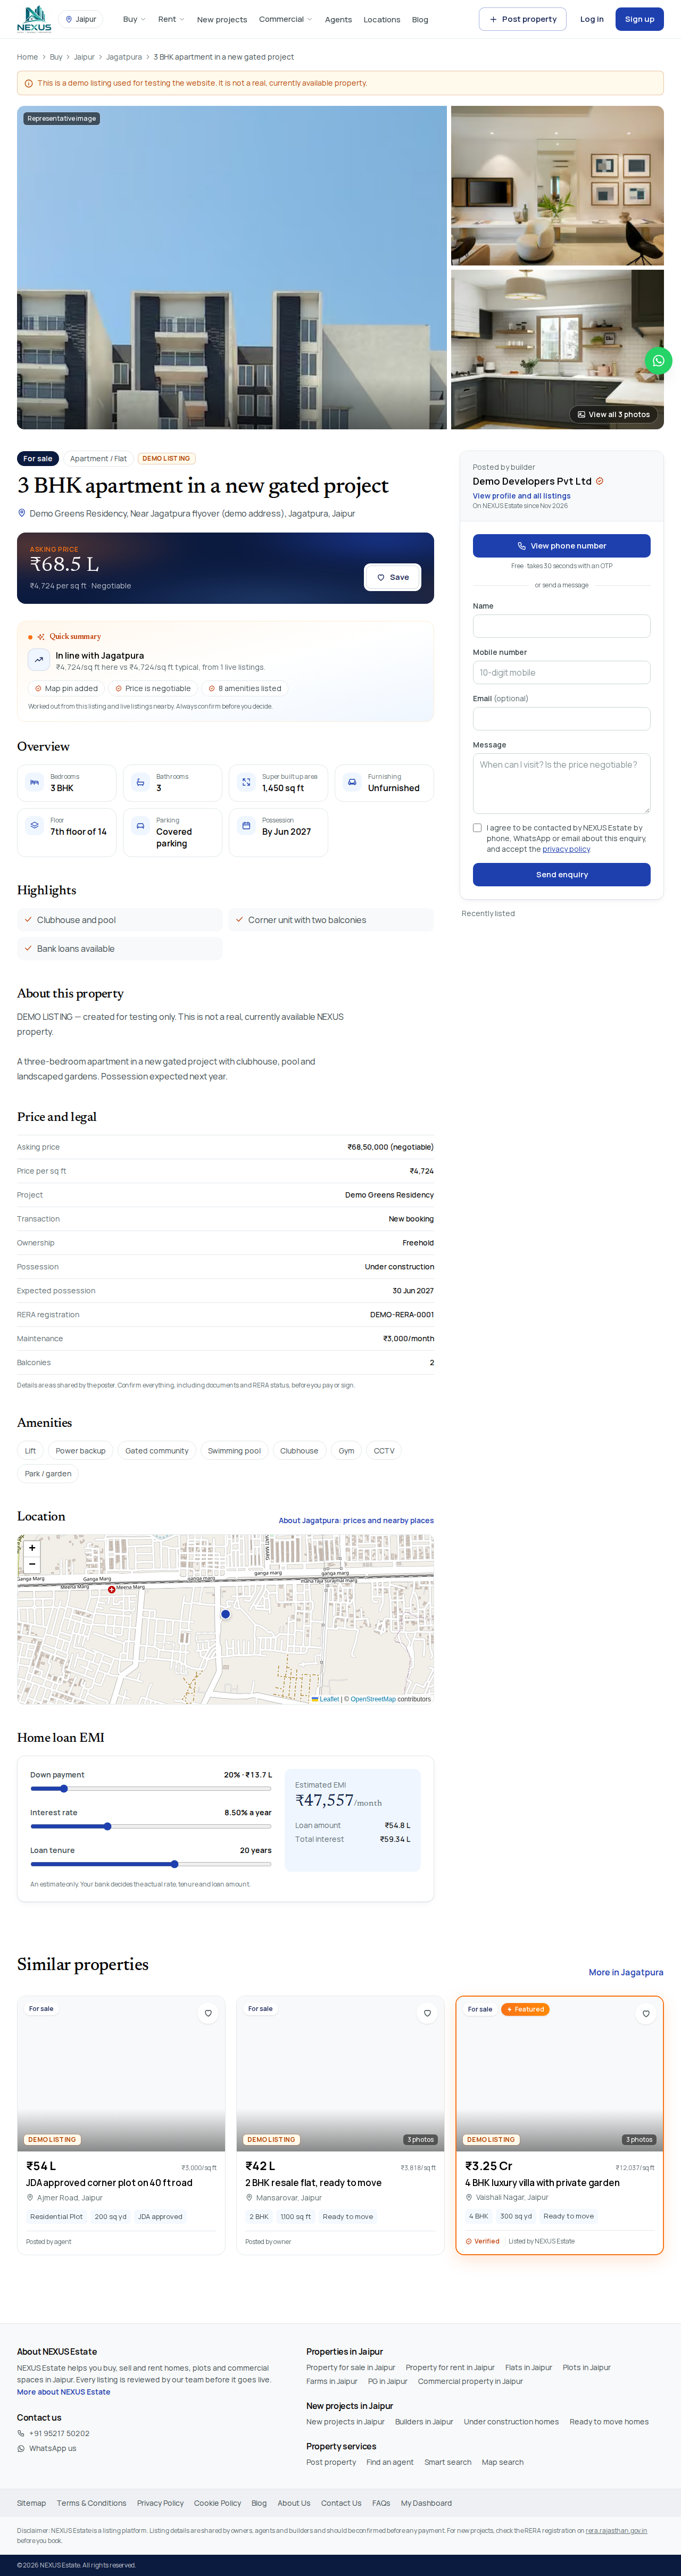 NEXUS
Jaipur
Buy
Rent
New projects
Commercial
Agents
Locations
Blog
Post property
Log in
Sign up
Home > Buy > Jaipur > Jagatpura > 3 BHK apartment in a new gated project
This is a demo listing used for testing the website. It is not a real, currently available property.
Representative image
View all 3 photos
For sale
Apartment / Flat
DEMO LISTING
3 BHK apartment in a new gated project
Demo Greens Residency, Near Jagatpura flyover (demo address), Jagatpura, Jaipur
ASKING PRICE
₹68.5 L
₹4,724 per sq ft · Negotiable
Save
Quick summary
In line with Jagatpura
₹4,724/sq ft here vs ₹4,724/sq ft typical, from 1 live listings.
Map pin added
Price is negotiable
8 amenities listed
Worked out from this listing and live listings nearby. Always confirm before you decide.
Overview
Bedrooms
3 BHK
Bathrooms
3
Super built up area
1,450 sq ft
Furnishing
Unfurnished
Floor
7th floor of 14
Parking
Covered parking
Possession
By Jun 2027
Highlights
Clubhouse and pool
Corner unit with two balconies
Bank loans available
About this property
DEMO LISTING — created for testing only. This is not a real, currently available NEXUS
property.
A three-bedroom apartment in a new gated project with clubhouse, pool and
landscaped gardens. Possession expected next year.
Price and legal
Asking price ₹68,50,000 (negotiable)
Price per sq ft ₹4,724
Project Demo Greens Residency
Transaction New booking
Ownership Freehold
Possession Under construction
Expected possession 30 Jun 2027
RERA registration DEMO-RERA-0001
Maintenance ₹3,000/month
Balconies 2
Details are as shared by the poster. Confirm everything, including documents and RERA status, before you pay or sign.
Amenities
Lift
Power backup
Gated community
Swimming pool
Clubhouse
Gym
CCTV
Park / garden
Location
About Jagatpura: prices and nearby places
+
−
Ganga Marg
ganga Marg
ganga marg
ganga marg
ganga marg
Meena Marg
Meena Marg
maha raja Surajmal marg
Leaflet | © OpenStreetMap contributors
Home loan EMI
Down payment 20% · ₹13.7 L
Interest rate 8.50% a year
Loan tenure 20 years
An estimate only. Your bank decides the actual rate, tenure and loan amount.
Estimated EMI
₹47,557/month
Loan amount ₹54.8 L
Total interest ₹59.34 L
Posted by builder
Demo Developers Pvt Ltd
View profile and all listings
On NEXUS Estate since Nov 2026
View phone number
Free · takes 30 seconds with an OTP
or send a message
Name
Mobile number
10-digit mobile
Email (optional)
Message
When can I visit? Is the price negotiable?
I agree to be contacted by NEXUS Estate by
phone, WhatsApp or email about this enquiry,
and accept the privacy policy.
Send enquiry
Recently listed
Similar properties
More in Jagatpura
For sale
DEMO LISTING
₹54 L
₹3,000/sq ft
JDA approved corner plot on 40 ft road
Ajmer Road, Jaipur
Residential Plot
200 sq yd
JDA approved
Posted by agent
For sale
DEMO LISTING
3 photos
₹42 L
₹3,818/sq ft
2 BHK resale flat, ready to move
Mansarovar, Jaipur
2 BHK
1100 sq ft
Ready to move
Posted by owner
For sale
Featured
DEMO LISTING
3 photos
₹3.25 Cr
₹12,037/sq ft
4 BHK luxury villa with private garden
Vaishali Nagar, Jaipur
4 BHK
300 sq yd
Ready to move
Verified
Listed by NEXUS Estate
About NEXUS Estate
NEXUS Estate helps you buy, sell and rent homes, plots and commercial
spaces in Jaipur. Every listing is reviewed by our team before it goes live.
More about NEXUS Estate
Contact us
+91 95217 50202
WhatsApp us
Properties in Jaipur
Property for sale in Jaipur
Property for rent in Jaipur
Flats in Jaipur
Plots in Jaipur
Farms in Jaipur
PG in Jaipur
Commercial property in Jaipur
New projects in Jaipur
New projects in Jaipur
Builders in Jaipur
Under construction homes
Ready to move homes
Property services
Post property
Find an agent
Smart search
Map search
Sitemap
Terms & Conditions
Privacy Policy
Cookie Policy
Blog
About Us
Contact Us
FAQs
My Dashboard
Disclaimer: NEXUS Estate is a listing platform. Listing details are shared by owners, agents and builders and should be confirmed before any payment. For new projects, check the RERA registration on rera.rajasthan.gov.in
before you book.
© 2026 NEXUS Estate. All rights reserved.